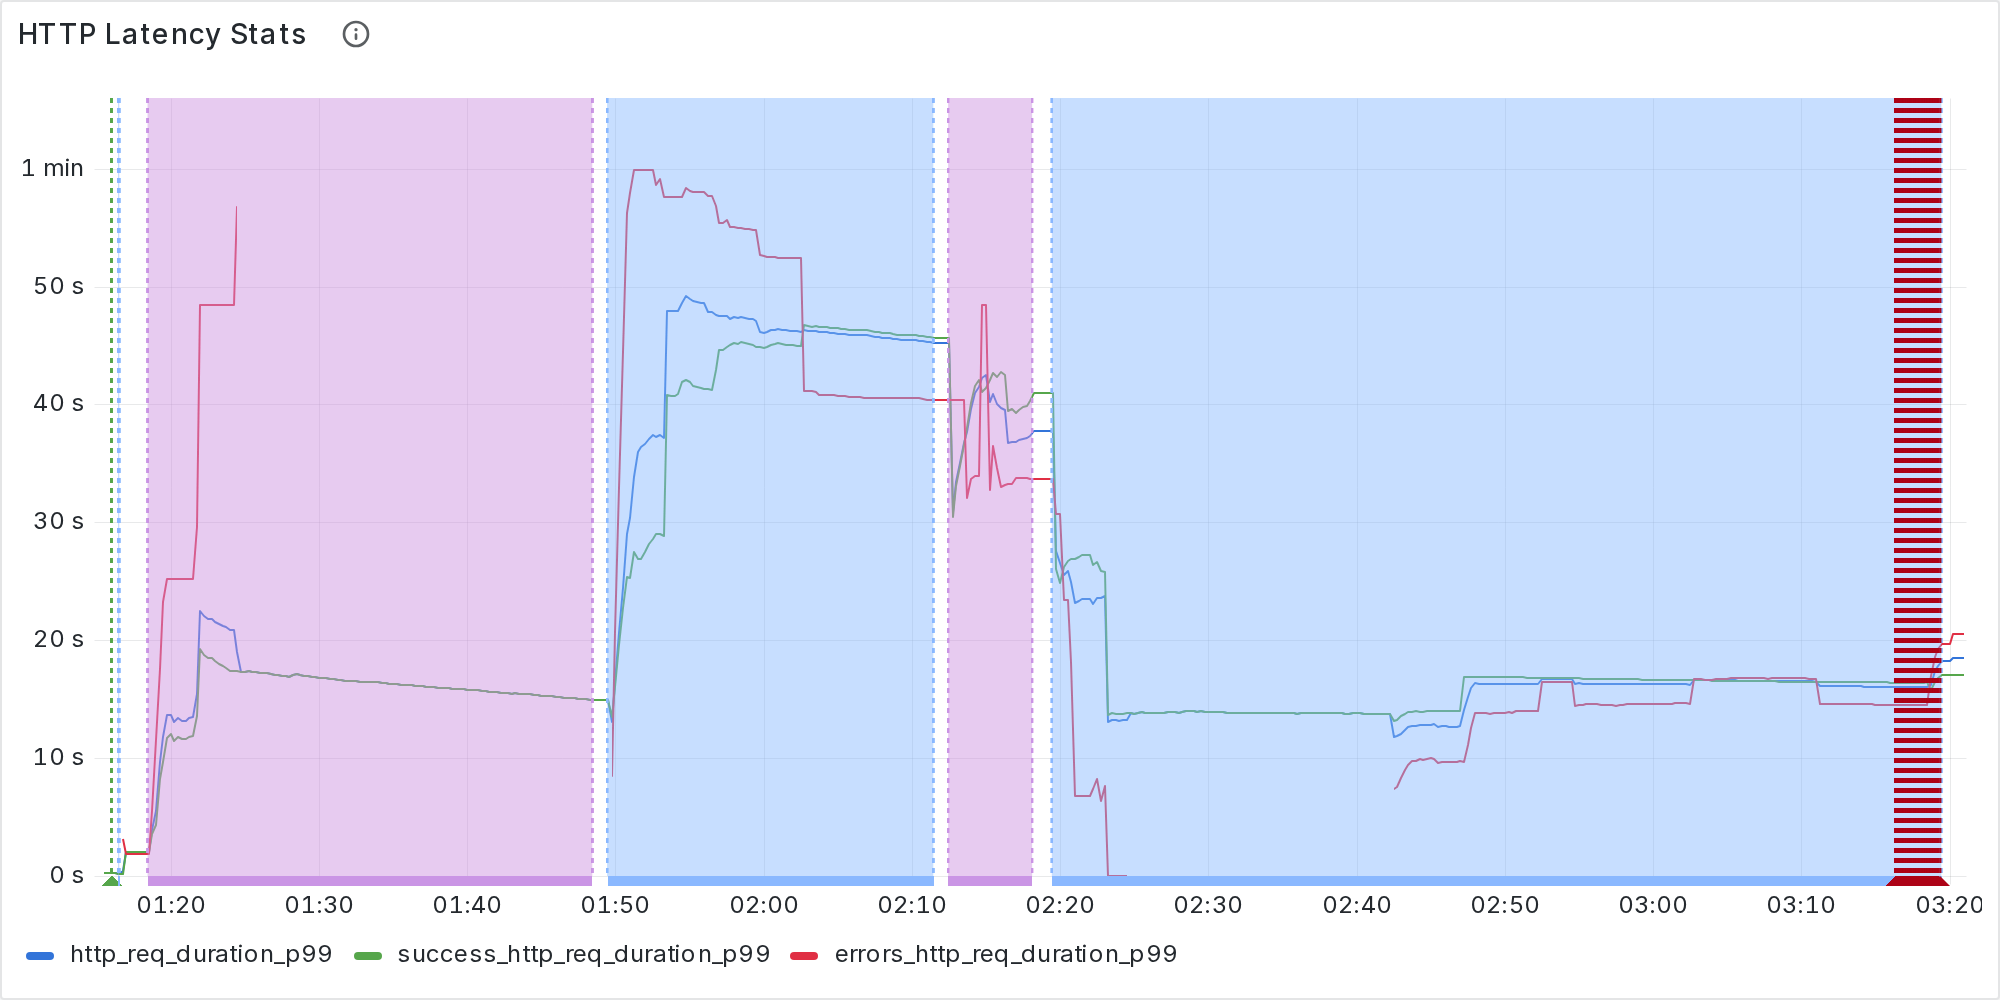 HTTP Latency Stats
1 min
50 s
40 s
30 s
20 s
10 s
0 s
01:20 01:30 01:40 01:50 02:00 02:10 02:20 02:30 02:40 02:50 03:00 03:10 03:20
http_req_duration_p99 success_http_req_duration_p99 errors_http_req_duration_p99